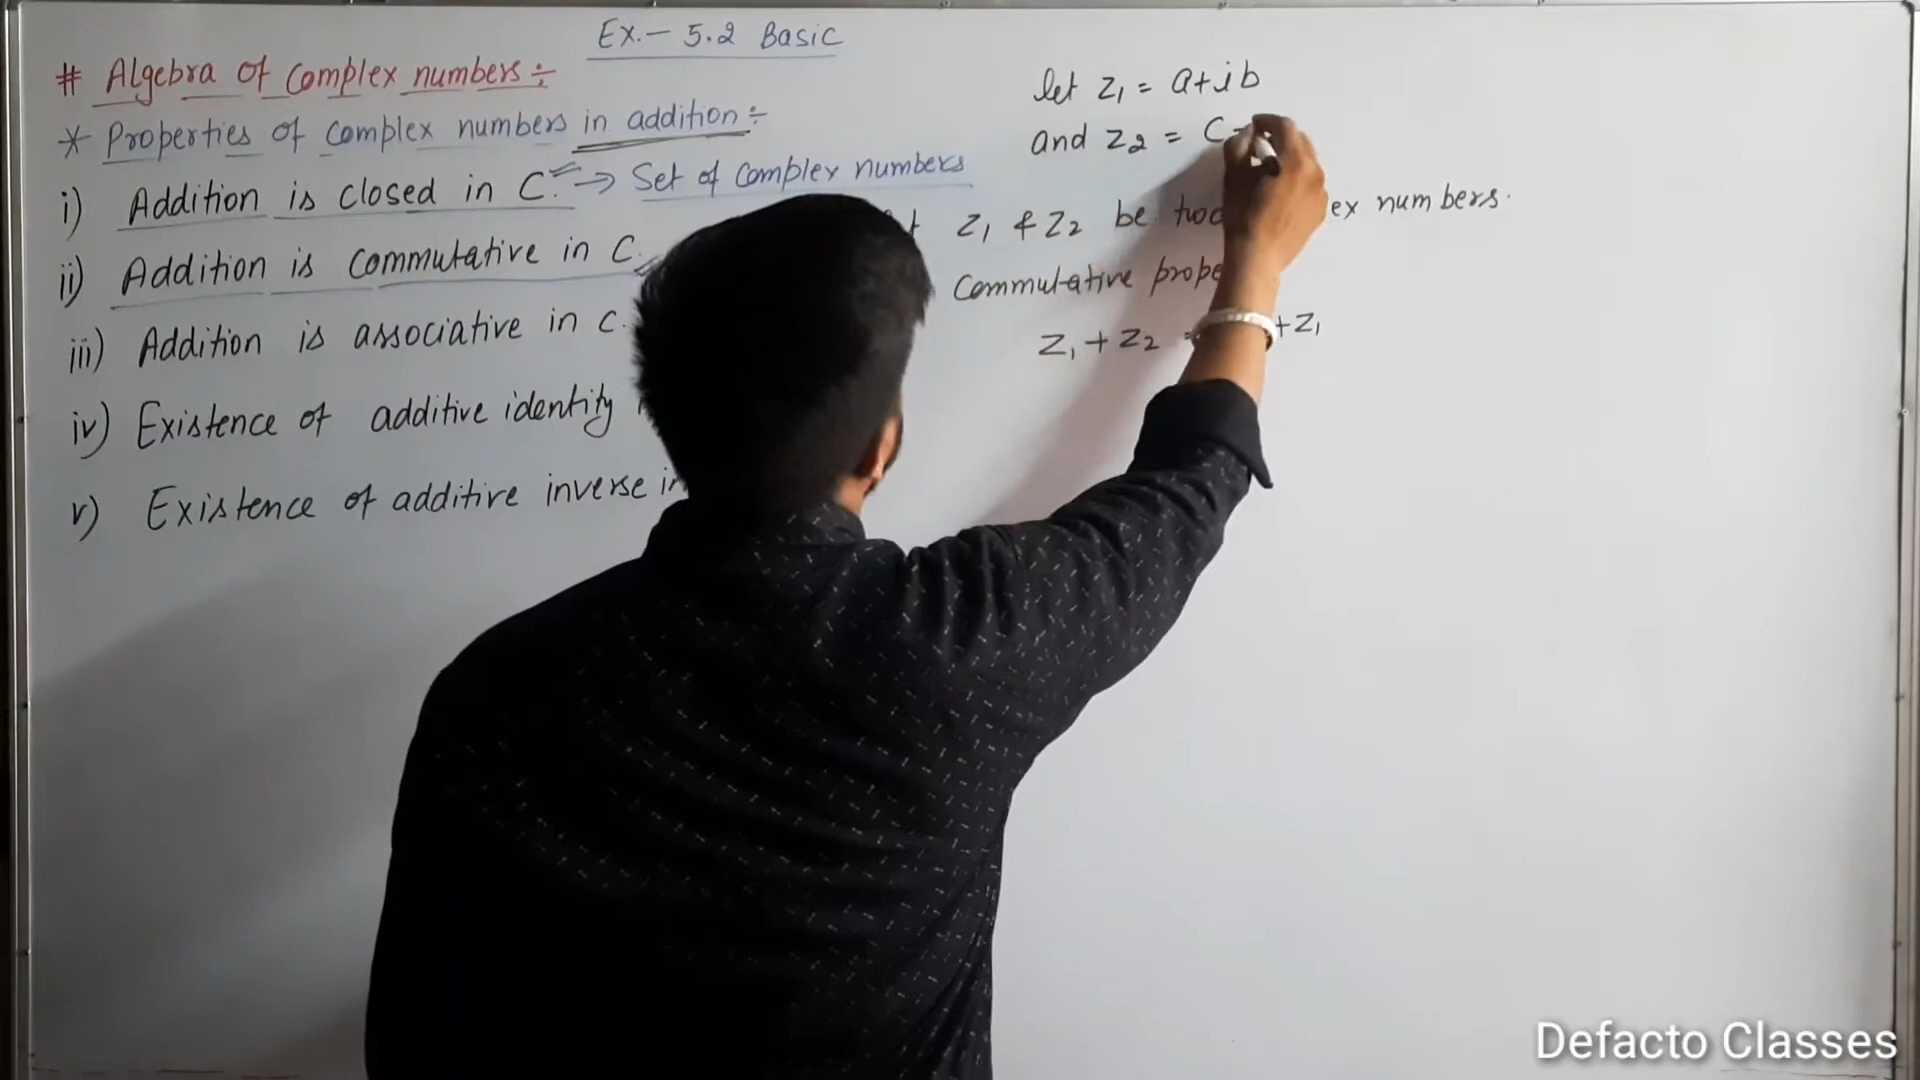 Ex.- 5.2 Basic
# Algebra of complex numbers ÷
* Properties of complex numbers in addition ÷
i) Addition is closed in C. → Set of complex numbers
ii) Addition is commutative in C.
iii) Addition is associative in C.
iv) Existence of additive identity
v) Existence of additive inverse in
let z₁ = a+ib
and z₂ = C+
z₁ & z₂ be two numbers.
Commutative
z₁ + z₂ = +z₁
Defacto Classes